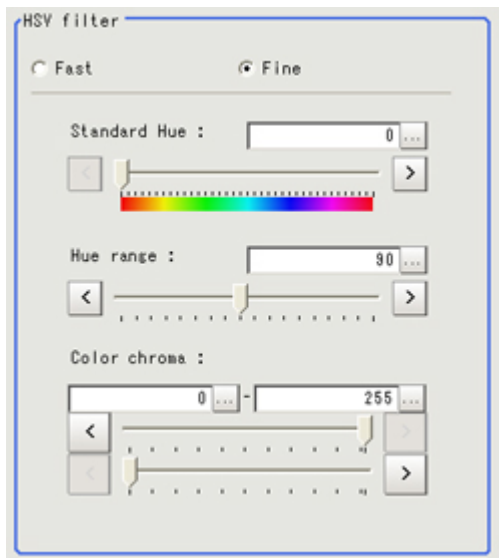 HSV filter
Fast Fine
Standard Hue : 0 ...
< >
Hue range : 90 ...
< >
Color chroma :
0 ... - 255 ...
< >
< >